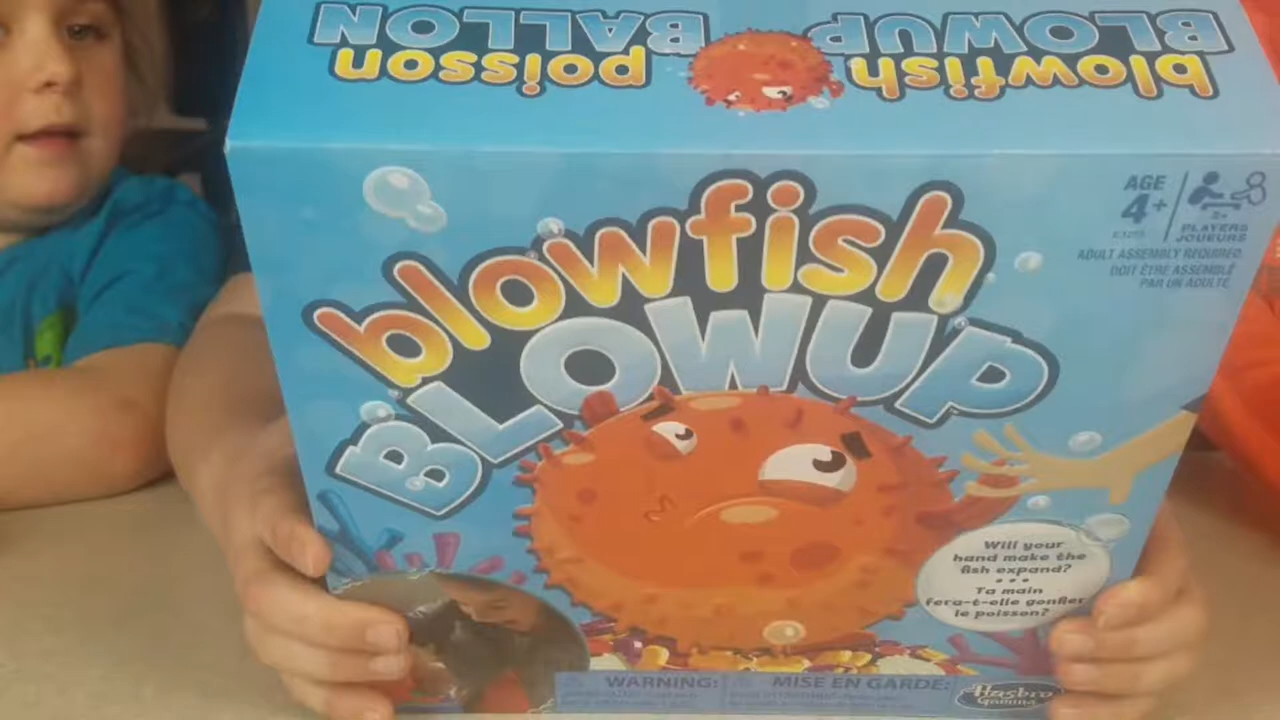 blowfish
BLOWUP
poisson
BALLON
blowfish
BLOWUP
AGE
4+
2+
PLAYERS
JOUEURS
ADULT ASSEMBLY REQUIRED.
DOIT ÊTRE ASSEMBLÉ
PAR UN ADULTE.
Will your
hand make the
fish expand?
Ta main
fera-t-elle gonfler
le poisson?
WARNING:
MISE EN GARDE:
Hasbro
Gaming